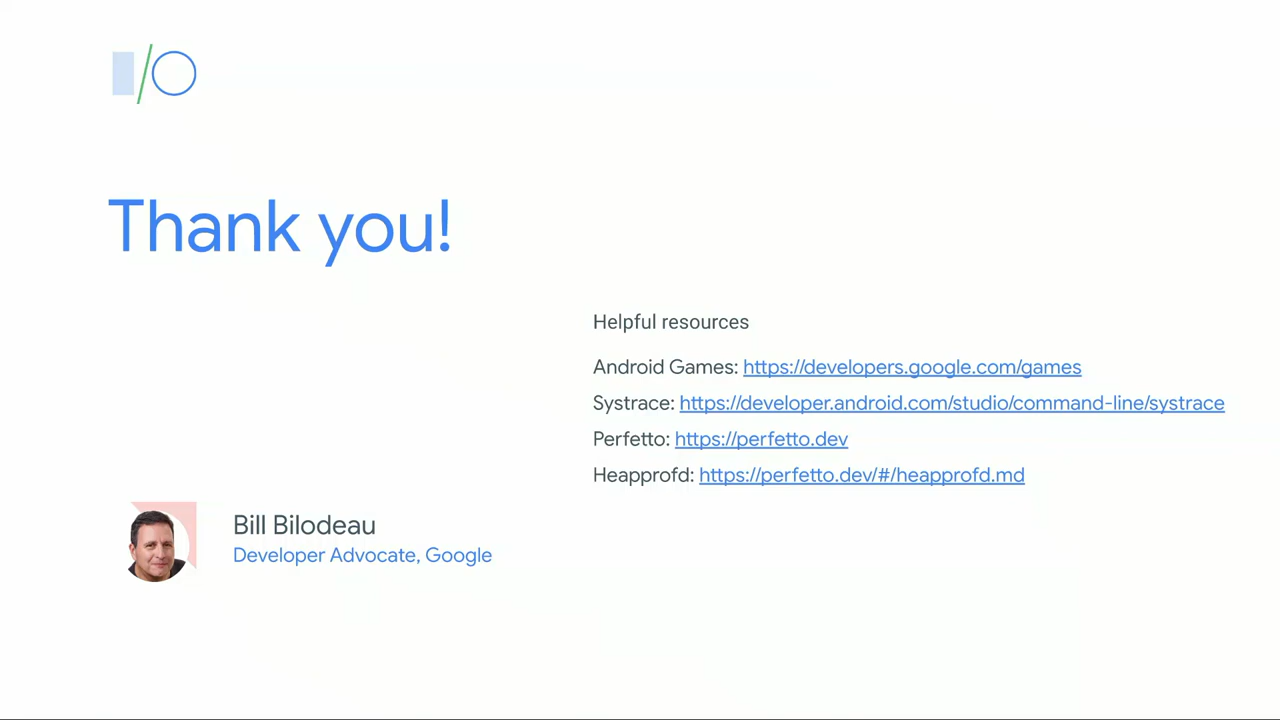 I/O
Thank you!
Helpful resources
Android Games: https://developers.google.com/games
Systrace: https://developer.android.com/studio/command-line/systrace
Perfetto: https://perfetto.dev
Heapprofd: https://perfetto.dev/#/heapprofd.md
Bill Bilodeau
Developer Advocate, Google